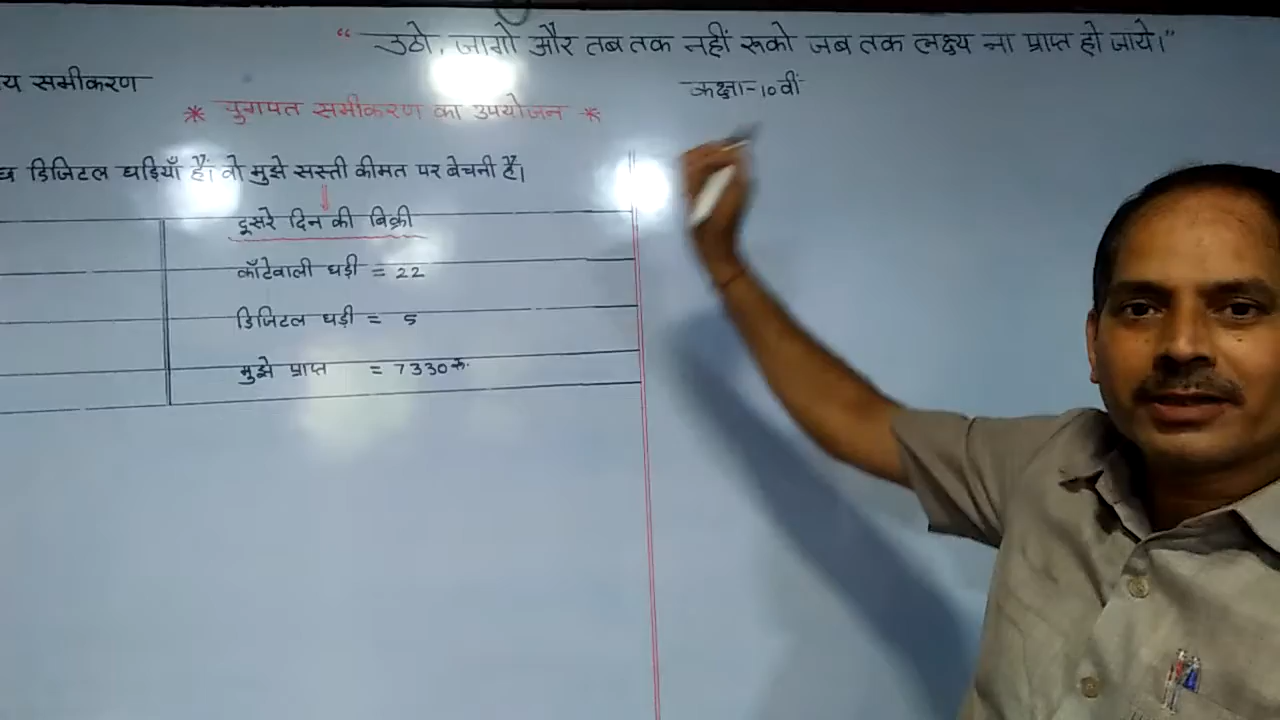 “ उठो, जागो और तब तक नहीं रूको जब तक लक्ष्य ना प्राप्त हो जाये।”
य समीकरण
कक्षा-10वीं
* युगपत समीकरण का उपयोजन *
डिजिटल घड़ियाँ हैं। वो मुझे सस्ती कीमत पर बेचनी हैं।
दूसरे दिन की बिक्री
काँटेवाली घड़ी = 22
डिजिटल घड़ी = 5
मुझे प्राप्त = 7330रु.